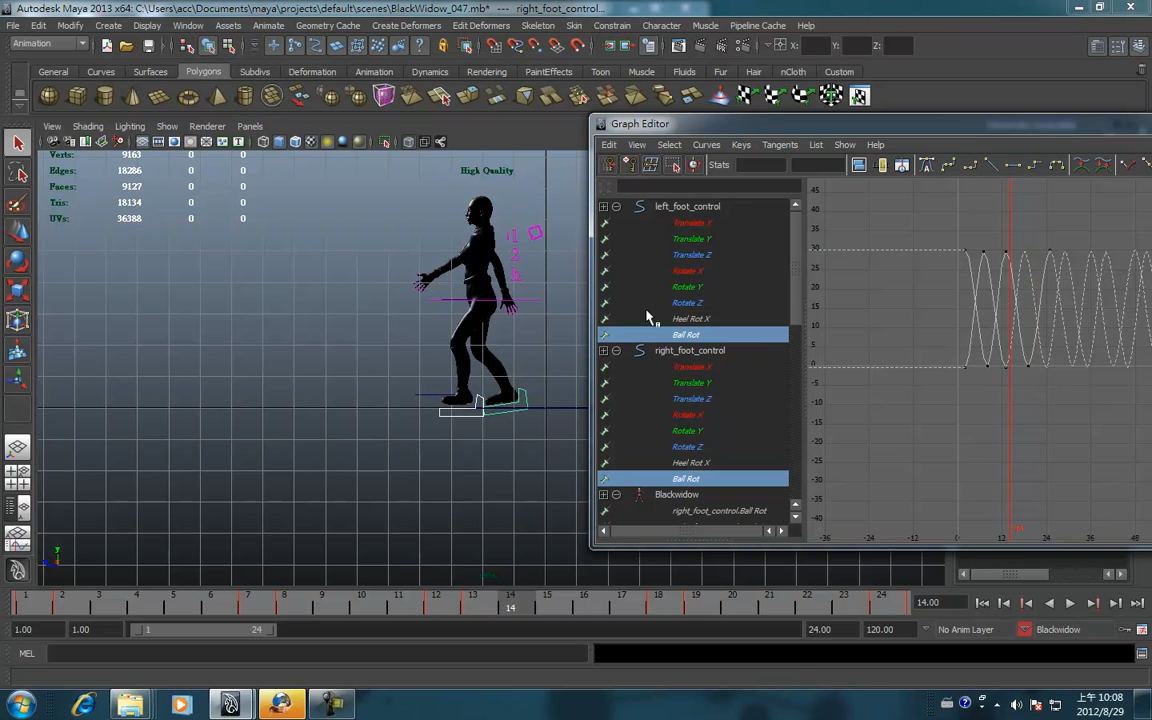 Autodesk Maya 2013 x64: C:\Users\acc\Documents\maya\projects\default\scenes\BlackWidow_047.mb* --- right_foot_control...
File Edit Modify Create Display Window Assets Animate Geometry Cache Create Deformers Edit Deformers Skeleton Skin Constrain Character Muscle Pipeline Cache Help
Animation
X: Y: Z:
General Curves Surfaces Polygons Subdivs Deformation Animation Dynamics Rendering PaintEffects Toon Muscle Fluids Fur Hair nCloth Custom
View Shading Lighting Show Renderer Panels
Verts: 9163 0 0
Edges: 18286 0 0
Faces: 9127 0 0
Tris: 18134 0 0
UVs: 36388 0 0
High Quality
Graph Editor
Edit View Select Curves Keys Tangents List Show Help
Stats
left_foot_control
Translate X
Translate Y
Translate Z
Rotate X
Rotate Y
Rotate Z
Heel Rot X
Ball Rot
right_foot_control
Translate X
Translate Y
Translate Z
Rotate X
Rotate Y
Rotate Z
Heel Rot X
Ball Rot
Blackwidow
right_foot_control.Ball Rot
45
30
25
20
15
10
5
0
-5
-10
-15
-20
-25
-30
-35
-40
-36 -24 -12 0 12 24 36 48
1 2 3 4 5 6 7 8 9 10 11 12 13 14 15 16 17 18 19 20 21 22 23 24
14
14.00
1.00 1.00 1 24 24.00 120.00 No Anim Layer Blackwidow
MEL
上午 10:08
2012/8/29